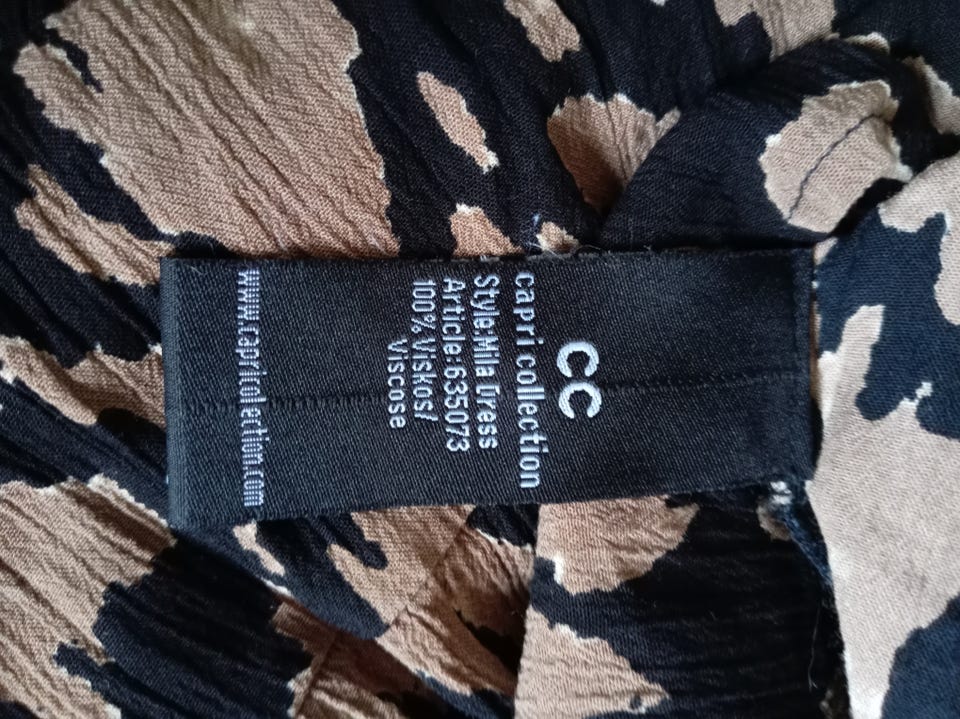 CC
capri collection
Style:Mila Dress
Article:635073
100% Viskos/
Viscose
www.capricollection.com